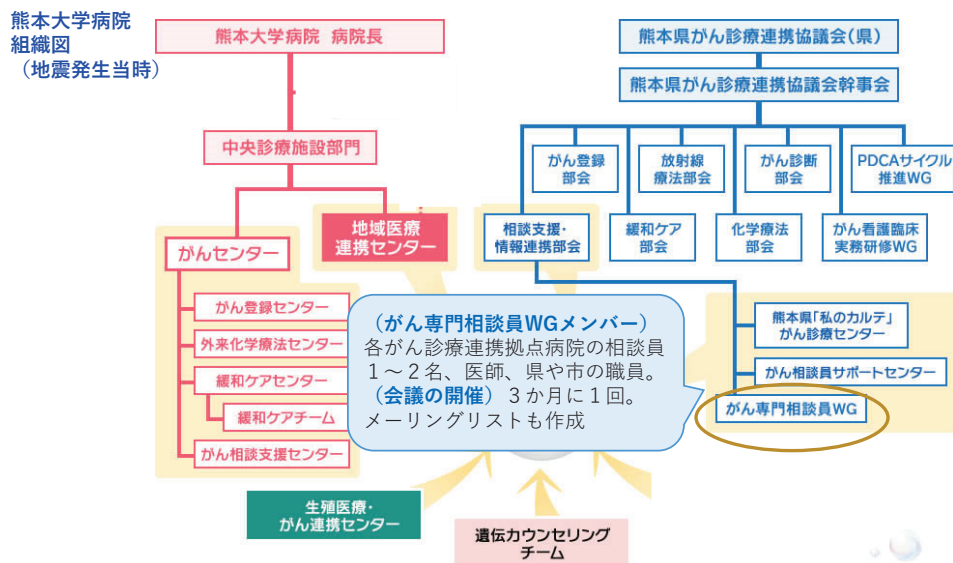 熊本大学病院
組織図
(地震発生当時)
熊本大学病院 病院長
中央診療施設部門
地域医療
連携センター
がんセンター
がん登録センター
外来化学療法センター
緩和ケアセンター
緩和ケアチーム
がん相談支援センター
生殖医療・
がん連携センター
遺伝カウンセリング
チーム
熊本県がん診療連携協議会(県)
熊本県がん診療連携協議会幹事会
がん登録
部会
放射線
療法部会
がん診断
部会
PDCAサイクル
推進WG
相談支援・
情報連携部会
緩和ケア
部会
化学療法
部会
がん看護臨床
実務研修WG
熊本県「私のカルテ」
がん診療センター
がん相談員サポートセンター
がん専門相談員WG
(がん専門相談員WGメンバー)
各がん診療連携拠点病院の相談員
1~2名、医師、県や市の職員。
(会議の開催) 3か月に1回。
メーリングリストも作成